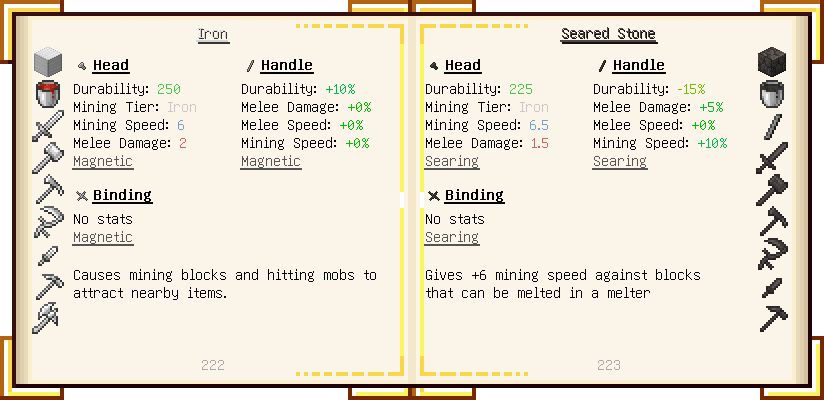 Iron
Head
Durability: 250
Mining Tier: Iron
Mining Speed: 6
Melee Damage: 2
Magnetic
Handle
Durability: +10%
Melee Damage: +0%
Melee Speed: +0%
Mining Speed: +0%
Magnetic
Binding
No stats
Magnetic
Causes mining blocks and hitting mobs to
attract nearby items.
222
Seared Stone
Head
Durability: 225
Mining Tier: Iron
Mining Speed: 6.5
Melee Damage: 1.5
Searing
Handle
Durability: -15%
Melee Damage: +5%
Melee Speed: +0%
Mining Speed: +10%
Searing
Binding
No stats
Searing
Gives +6 mining speed against blocks
that can be melted in a melter
223